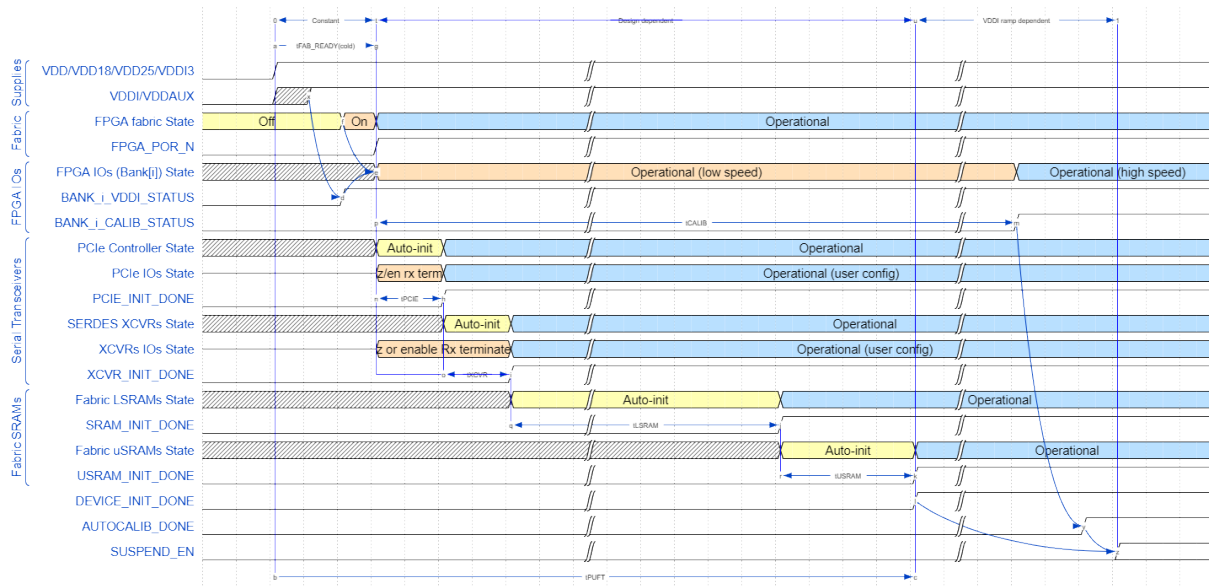 0 Constant t Design dependent u VDDI ramp dependent
a tFAB_READY(cold) g
VDD/VDD18/VDD25/VDDI3
VDDI/VDDAUX
FPGA fabric State Off On Operational
FPGA_POR_N
FPGA IOs (Bank[i]) State Operational (low speed) Operational (high speed)
BANK_i_VDDI_STATUS d
BANK_i_CALIB_STATUS p tCALIB m
PCIe Controller State Auto-init Operational
PCIe IOs State z/en rx term Operational (user config)
PCIE_INIT_DONE n tPCIE h
SERDES XCVRs State Auto-init Operational
XCVRs IOs State z or enable Rx terminate Operational (user config)
XCVR_INIT_DONE o tXCVR
Fabric LSRAMs State Auto-init Operational
SRAM_INIT_DONE q tLSRAM
Fabric uSRAMs State Auto-init Operational
USRAM_INIT_DONE r tUSRAM k
DEVICE_INIT_DONE
AUTOCALIB_DONE
SUSPEND_EN
b tPUFT c
Supplies
Fabric
FPGA IOs
Serial Transceivers
Fabric SRAMs